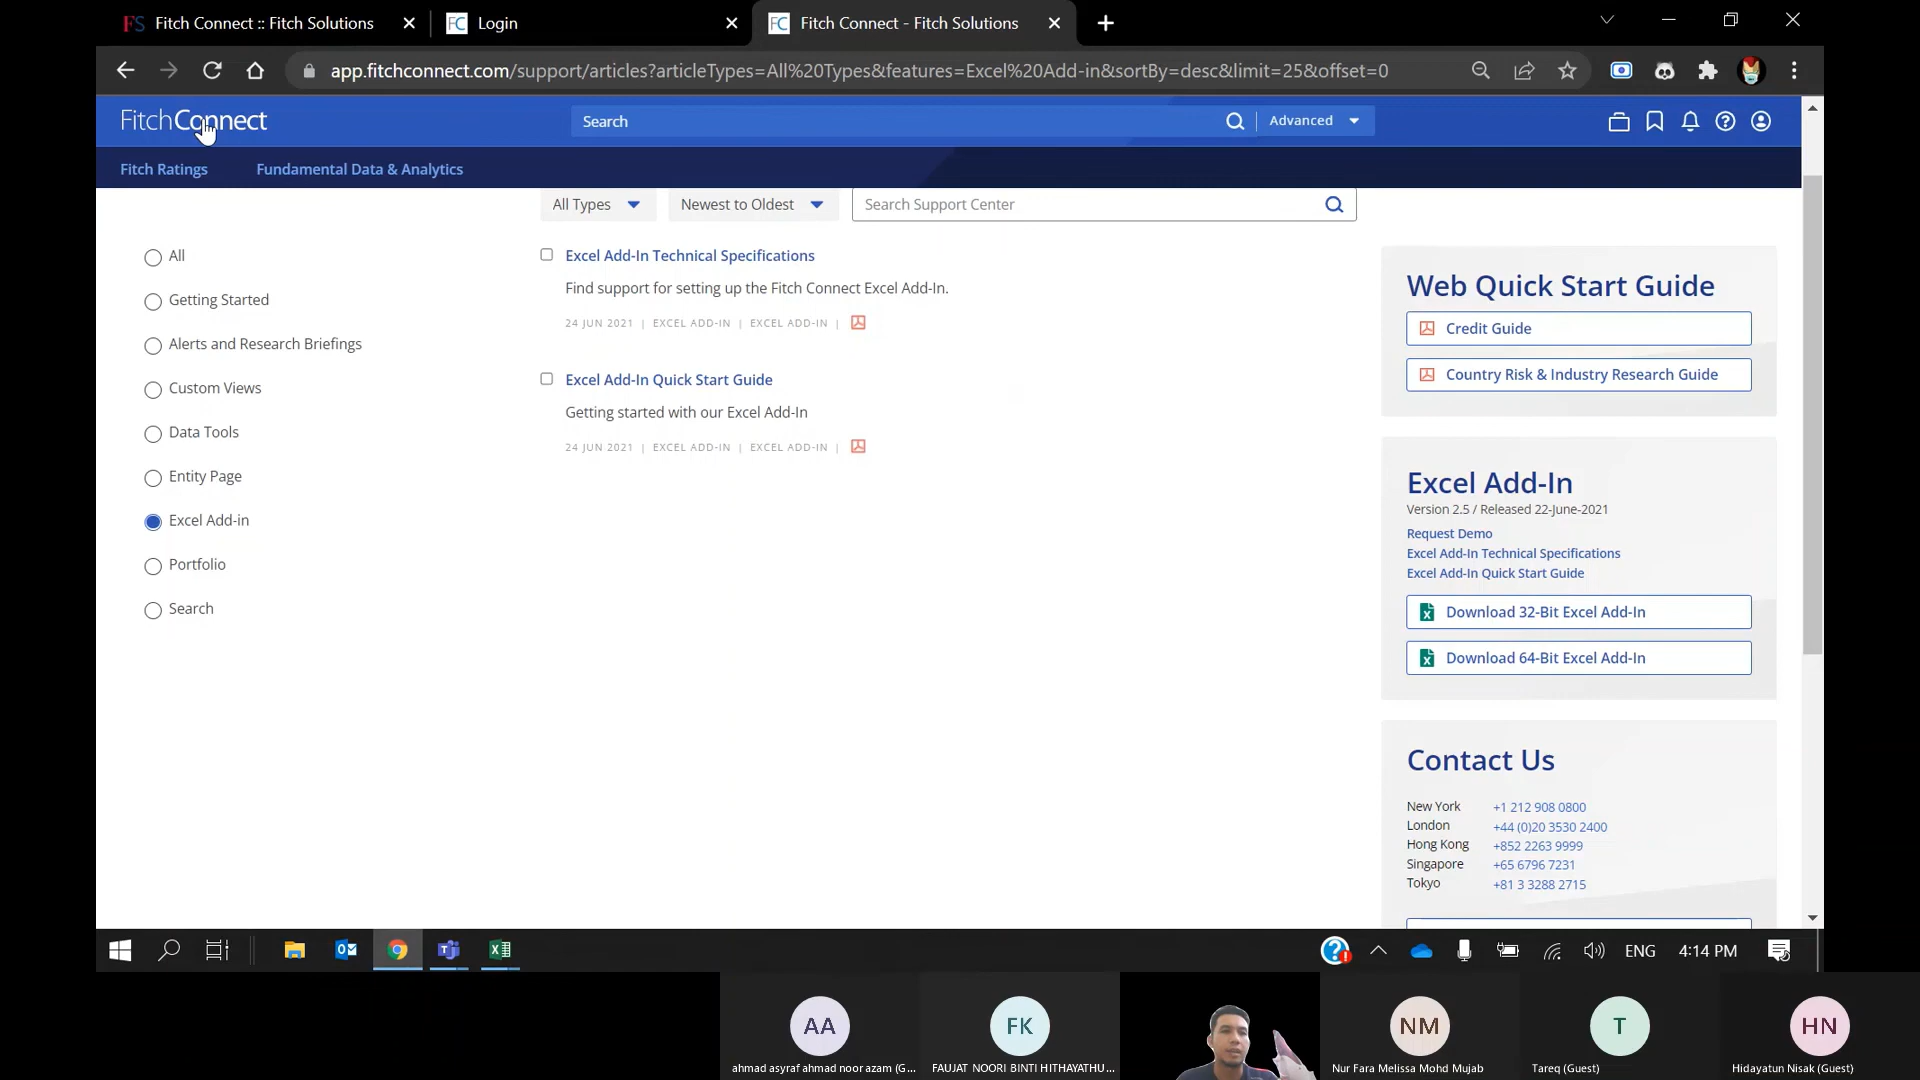 Fitch Connect :: Fitch Solutions
Login
Fitch Connect - Fitch Solutions
app.fitchconnect.com/support/articles?articleTypes=All%20Types&features=Excel%20Add-in&sortBy=desc&limit=25&offset=0
FitchConnect
Search
Advanced
Fitch Ratings
Fundamental Data & Analytics
All Types
Newest to Oldest
Search Support Center
All
Getting Started
Alerts and Research Briefings
Custom Views
Data Tools
Entity Page
Excel Add-in
Portfolio
Search
Excel Add-In Technical Specifications
Find support for setting up the Fitch Connect Excel Add-In.
24 JUN 2021 | EXCEL ADD-IN | EXCEL ADD-IN |
Excel Add-In Quick Start Guide
Getting started with our Excel Add-In
24 JUN 2021 | EXCEL ADD-IN | EXCEL ADD-IN |
Web Quick Start Guide
Credit Guide
Country Risk & Industry Research Guide
Excel Add-In
Version 2.5 / Released 22-June-2021
Request Demo
Excel Add-In Technical Specifications
Excel Add-In Quick Start Guide
Download 32-Bit Excel Add-In
Download 64-Bit Excel Add-In
Contact Us
New York +1 212 908 0800
London +44 (0)20 3530 2400
Hong Kong +852 2263 9999
Singapore +65 6796 7231
Tokyo +81 3 3288 2715
ENG
4:14 PM
AA
ahmad asyraf ahmad noor azam (G...
FK
FAUJAT NOORI BINTI HITHAYATHU...
NM
Nur Fara Melissa Mohd Mujab
T
Tareq (Guest)
HN
Hidayatun Nisak (Guest)